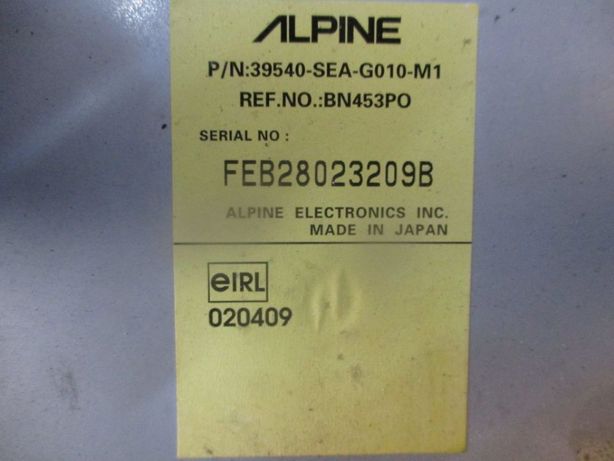 ALPINE
P/N:39540-SEA-G010-M1
REF.NO.:BN453PO
SERIAL NO :
FEB28023209B
ALPINE ELECTRONICS INC.
MADE IN JAPAN
eIRL
020409